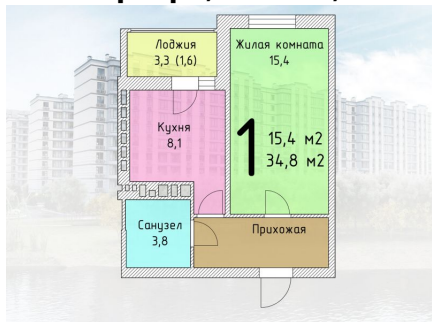 Лоджия
3,3 (1,6)
Жилая комната
15,4
Кухня
8,1
1
15,4 м2
34,8 м2
Санузел
3,8
Прихожая